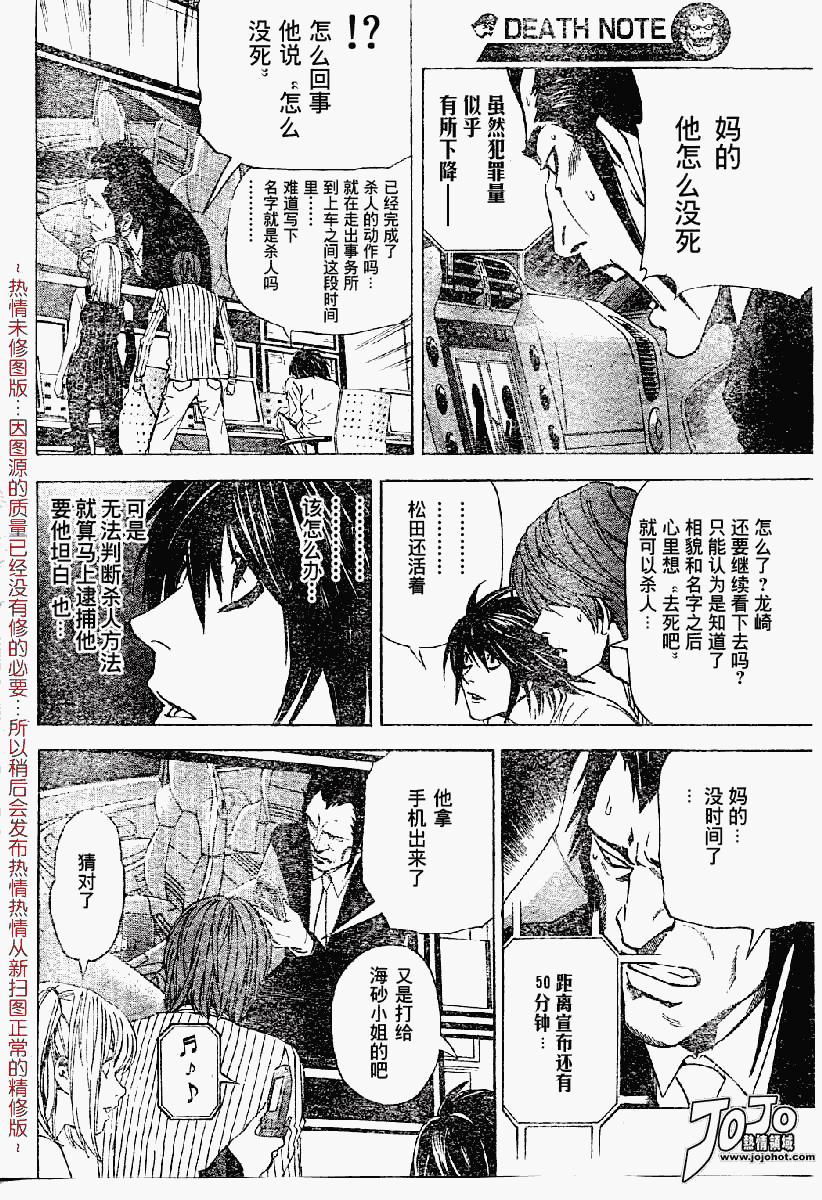 DEATH NOTE
妈的
他怎么没死
虽然犯罪量
似乎
有所下降——
!?
怎么回事
他说“怎么
没死”
已经完成了
杀人的动作吗…
就在走出事务所
到上车之间这段时间
里……
难道写下
名字就是杀人吗
…………
怎么了?龙崎
还要继续看下去吗?
只能认为是知道了
相貌和名字之后
心里想“去死吧”
就可以杀人…
…………
…………
松田还活着
…………
该怎么办…
可是
无法判断杀人方法
就算马上逮捕他
要他坦白 也…
妈的…
没时间了
…
距离宣布还有
50分钟…
他拿
手机出来了
又是打给
海砂小姐的吧
猜对了
♪♪♪
~热情未修图版…因图源的质量已经没有修的必要…所以稍后会发布热情热情从新扫图正常的精修版~
JOJO
熱情領域
www.jojohot.com